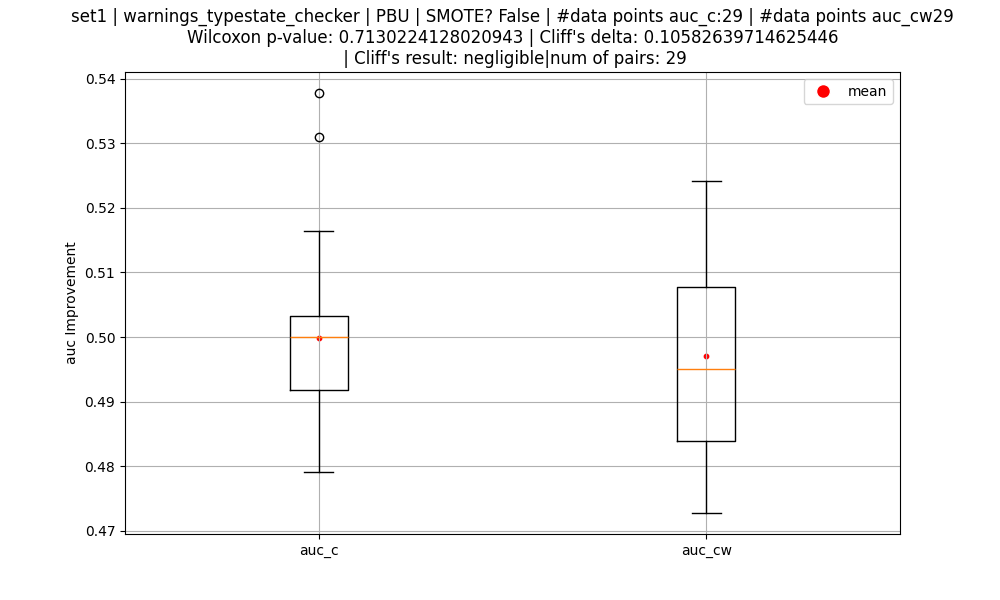 set1 | warnings_typestate_checker | PBU | SMOTE? False | #data points auc_c:29 | #data points auc_cw29
Wilcoxon p-value: 0.7130224128020943 | Cliff's delta: 0.10582639714625446
| Cliff's result: negligible|num of pairs: 29
mean
auc Improvement
0.54
0.53
0.52
0.51
0.50
0.49
0.48
0.47
auc_c
auc_cw